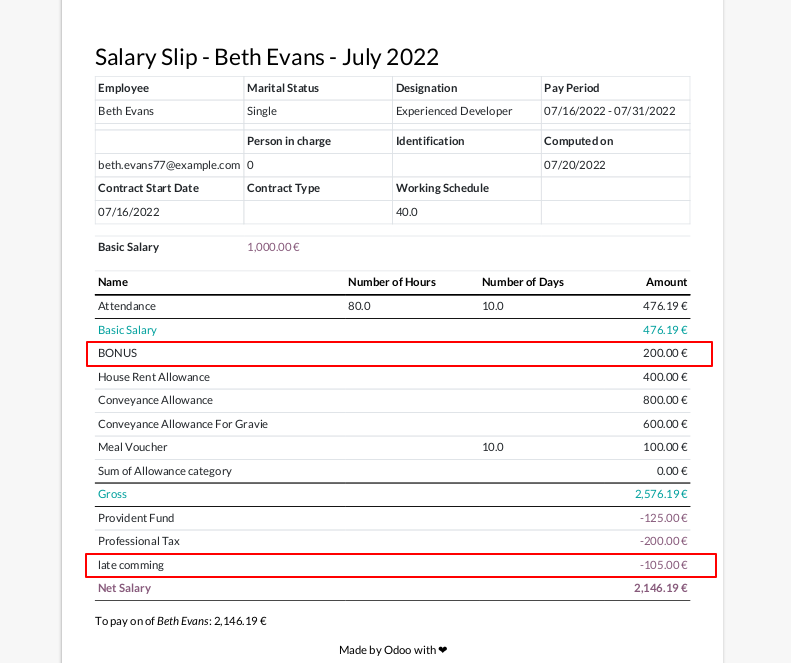 Salary Slip - Beth Evans - July 2022
Employee Marital Status Designation Pay Period
Beth Evans Single Experienced Developer 07/16/2022 - 07/31/2022
Person in charge Identification Computed on
beth.evans77@example.com 0 07/20/2022
Contract Start Date Contract Type Working Schedule
07/16/2022 40.0
Basic Salary 1,000.00 €
Name Number of Hours Number of Days Amount
Attendance 80.0 10.0 476.19 €
Basic Salary 476.19 €
BONUS 200.00 €
House Rent Allowance 400.00 €
Conveyance Allowance 800.00 €
Conveyance Allowance For Gravie 600.00 €
Meal Voucher 10.0 100.00 €
Sum of Allowance category 0.00 €
Gross 2,576.19 €
Provident Fund -125.00 €
Professional Tax -200.00 €
late comming -105.00 €
Net Salary 2,146.19 €
To pay on of Beth Evans: 2,146.19 €
Made by Odoo with ❤